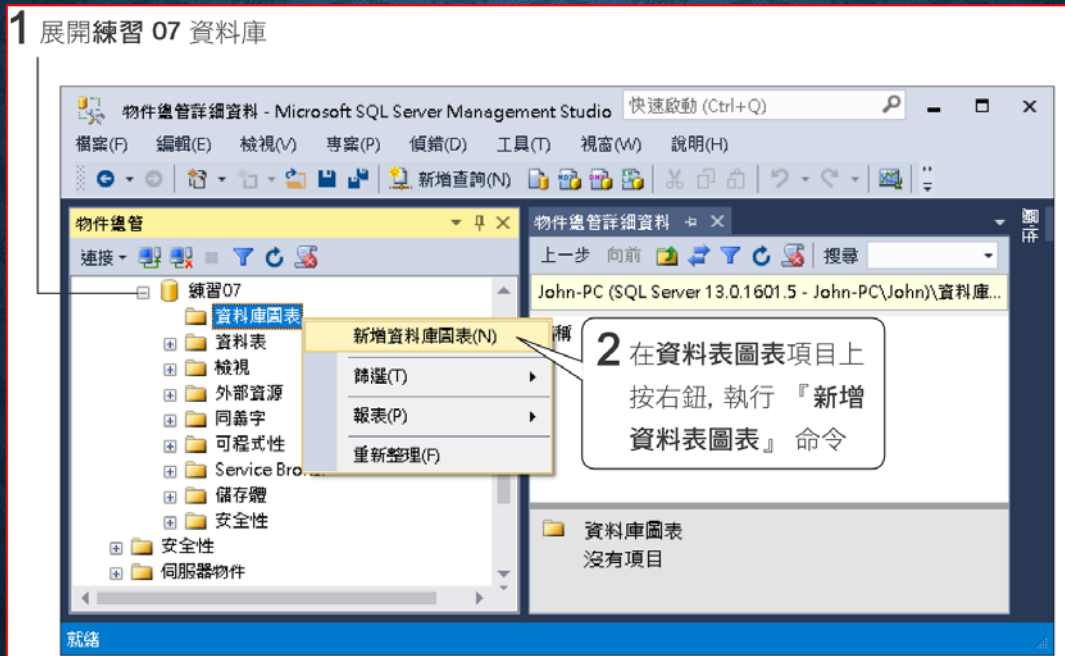 1 展開練習 07 資料庫
物件總管詳細資料 - Microsoft SQL Server Management Studio
快速啟動 (Ctrl+Q)
檔案(F) 編輯(E) 檢視(V) 專案(P) 偵錯(D) 工具(T) 視窗(W) 說明(H)
新增查詢(N)
物件總管
物件總管詳細資料
屬性
連接
上一步 向前 搜尋
練習07
John-PC (SQL Server 13.0.1601.5 - John-PC\John)\資料庫...
資料庫圖表
資料表
檢視
外部資源
同義字
可程式性
Service Bro
儲存體
安全性
安全性
伺服器物件
新增資料庫圖表(N)
篩選(T)
報表(P)
重新整理(F)
稱
2 在資料表圖表項目上
按右鈕, 執行 『新增
資料表圖表』 命令
資料庫圖表
沒有項目
就緒